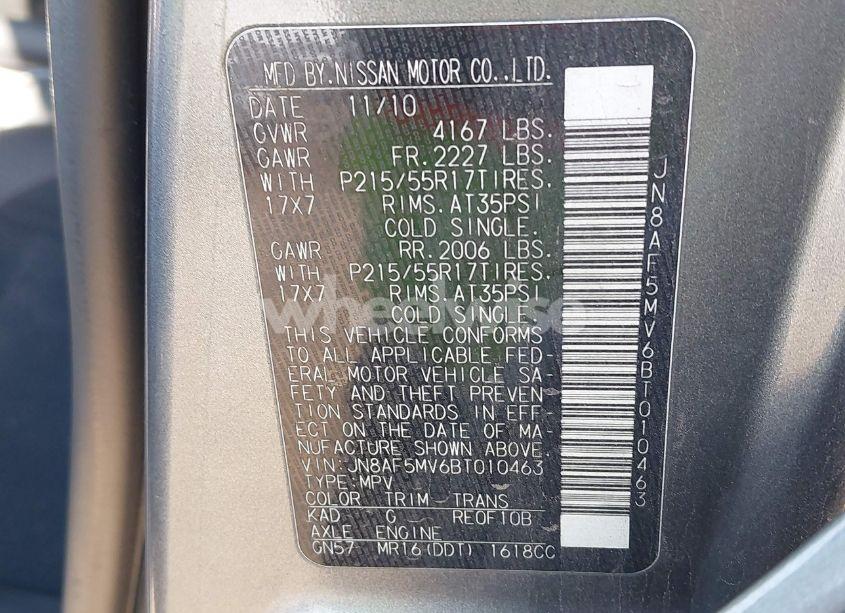 MFD BY.NISSAN MOTOR CO.,LTD.
DATE 11/10
GVWR 4167 LBS.
GAWR FR.2227 LBS.
WITH P215/55R17TIRES.
17X7 RIMS.AT35PSI
COLD SINGLE.
GAWR RR.2006 LBS.
WITH P215/55R17TIRES.
17X7 RIMS.AT35PSI
COLD SINGLE.
THIS VEHICLE CONFORMS
TO ALL APPLICABLE FED-
ERAL MOTOR VEHICLE SA-
FETY AND THEFT PREVEN
TION STANDARDS IN EFF-
ECT ON THE DATE OF MA-
NUFACTURE SHOWN ABOVE.
VIN:JN8AF5MV6BT010463
TYPE:MPV
COLOR TRIM TRANS
KAD G RE0F10B
AXLE ENGINE
GN57 MR16(DDT) 1618CC
JN8AF5MV6BT010463